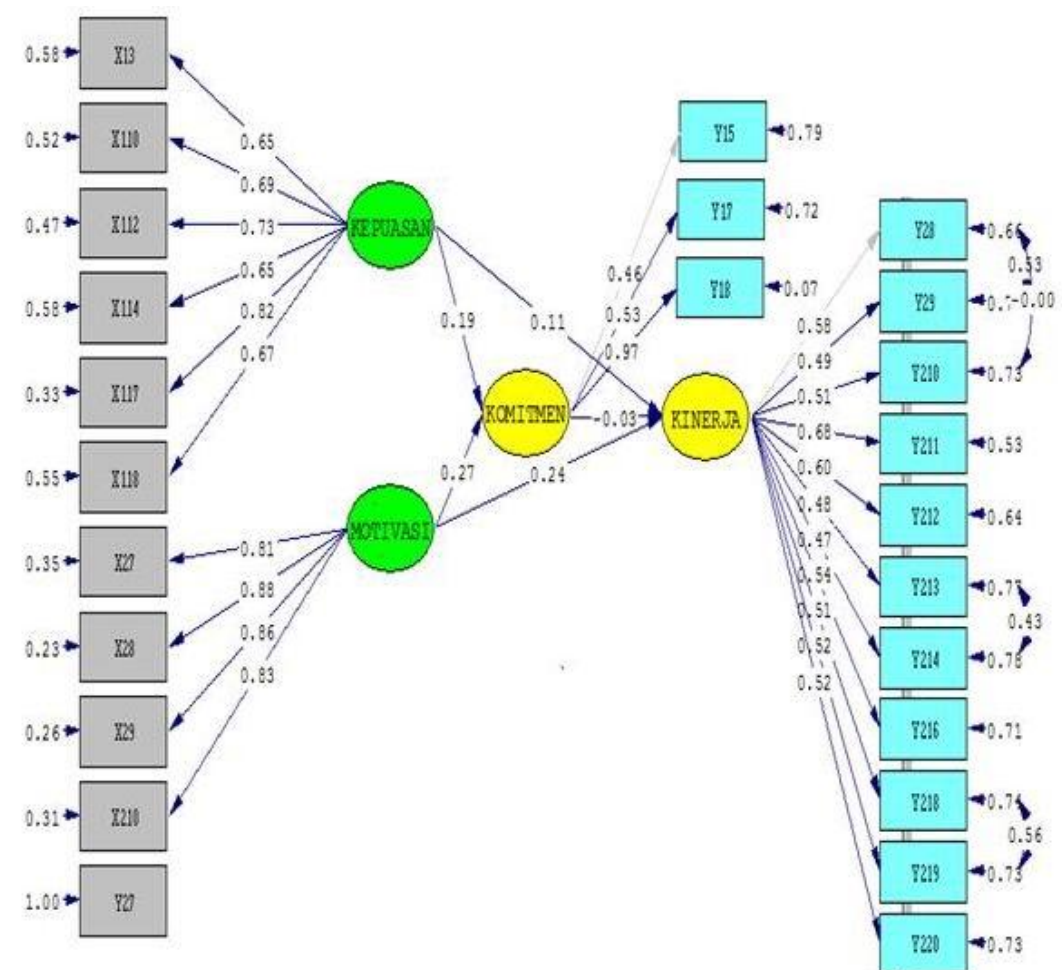 0.58 X13
0.52 X110
0.47 X112
0.58 X114
0.33 X117
0.55 X118
0.35 X27
0.23 X28
0.26 X29
0.31 X210
1.00 Y27
0.65
0.69
0.73
0.65
0.82
0.67
0.81
0.88
0.86
0.83
KEPUASAN
MOTIVASI
0.19
0.11
0.27
0.24
KOMITMEN
-0.03
KINERJA
0.46
0.53
0.97
Y15 0.79
Y17 0.72
Y18 0.07
0.58
0.49
0.51
0.68
0.60
0.48
0.47
0.54
0.51
0.52
0.52
Y28 0.66
0.53
Y29
-0.00
Y210 0.73
Y211 0.53
Y212 0.64
Y213 0.77
0.43
Y214 0.78
Y216 0.71
Y218 0.74
0.56
Y219 0.73
Y220 0.73